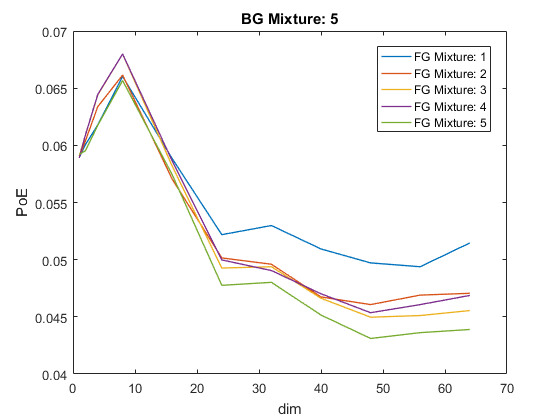 BG Mixture: 5
FG Mixture: 1
FG Mixture: 2
FG Mixture: 3
FG Mixture: 4
FG Mixture: 5
PoE
0.07
0.065
0.06
0.055
0.05
0.045
0.04
0 10 20 30 40 50 60 70
dim